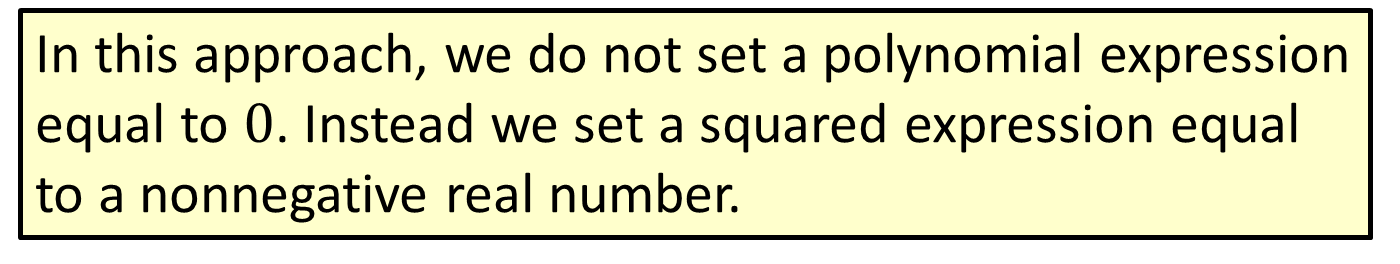 In this approach, we do not set a polynomial expression
equal to 0. Instead we set a squared expression equal
to a nonnegative real number.